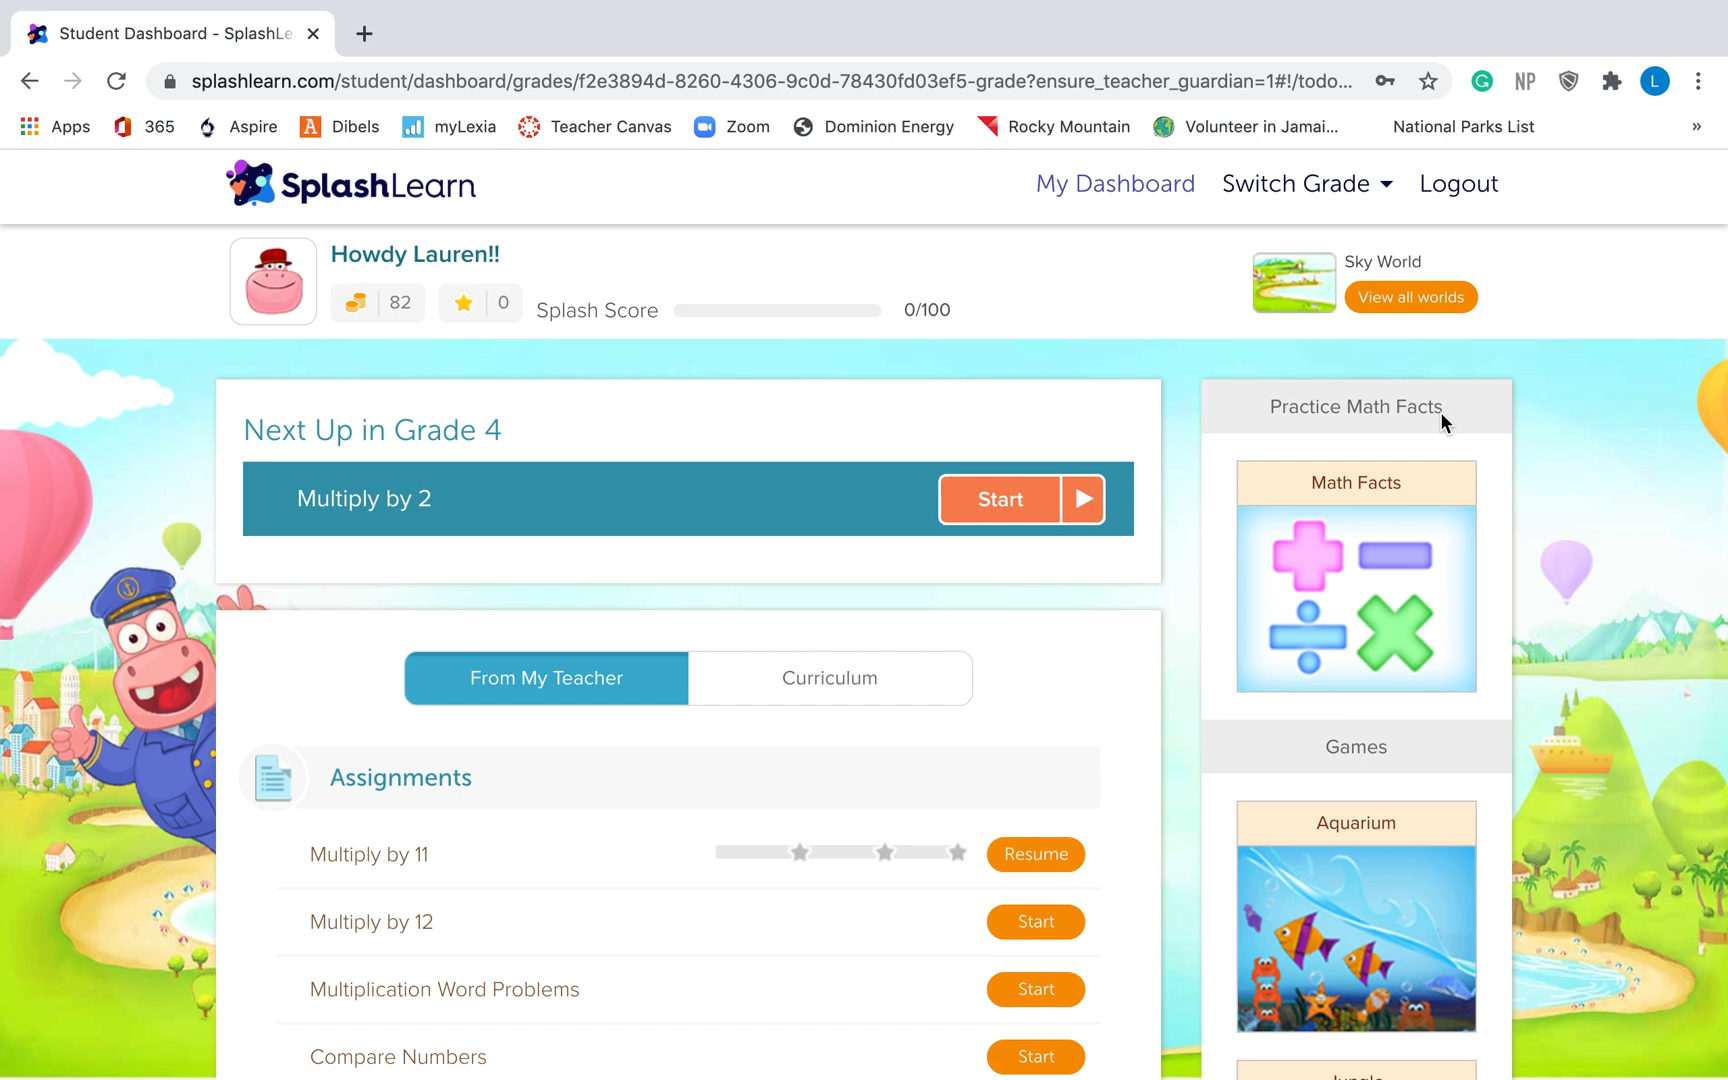 Student Dashboard - SplashLe
splashlearn.com/student/dashboard/grades/f2e3894d-8260-4306-9c0d-78430fd03ef5-grade?ensure_teacher_guardian=1#!/todo...
NP
L
Apps
365
Aspire
Dibels
myLexia
Teacher Canvas
Zoom
Dominion Energy
Rocky Mountain
Volunteer in Jamai...
National Parks List
»
SplashLearn
My Dashboard
Switch Grade
Logout
Howdy Lauren!!
82
0
Splash Score
0/100
Sky World
View all worlds
Next Up in Grade 4
Multiply by 2
Start
From My Teacher
Curriculum
Assignments
Multiply by 11
Resume
Multiply by 12
Start
Multiplication Word Problems
Start
Compare Numbers
Start
Practice Math Facts
Math Facts
Games
Aquarium
Jungle